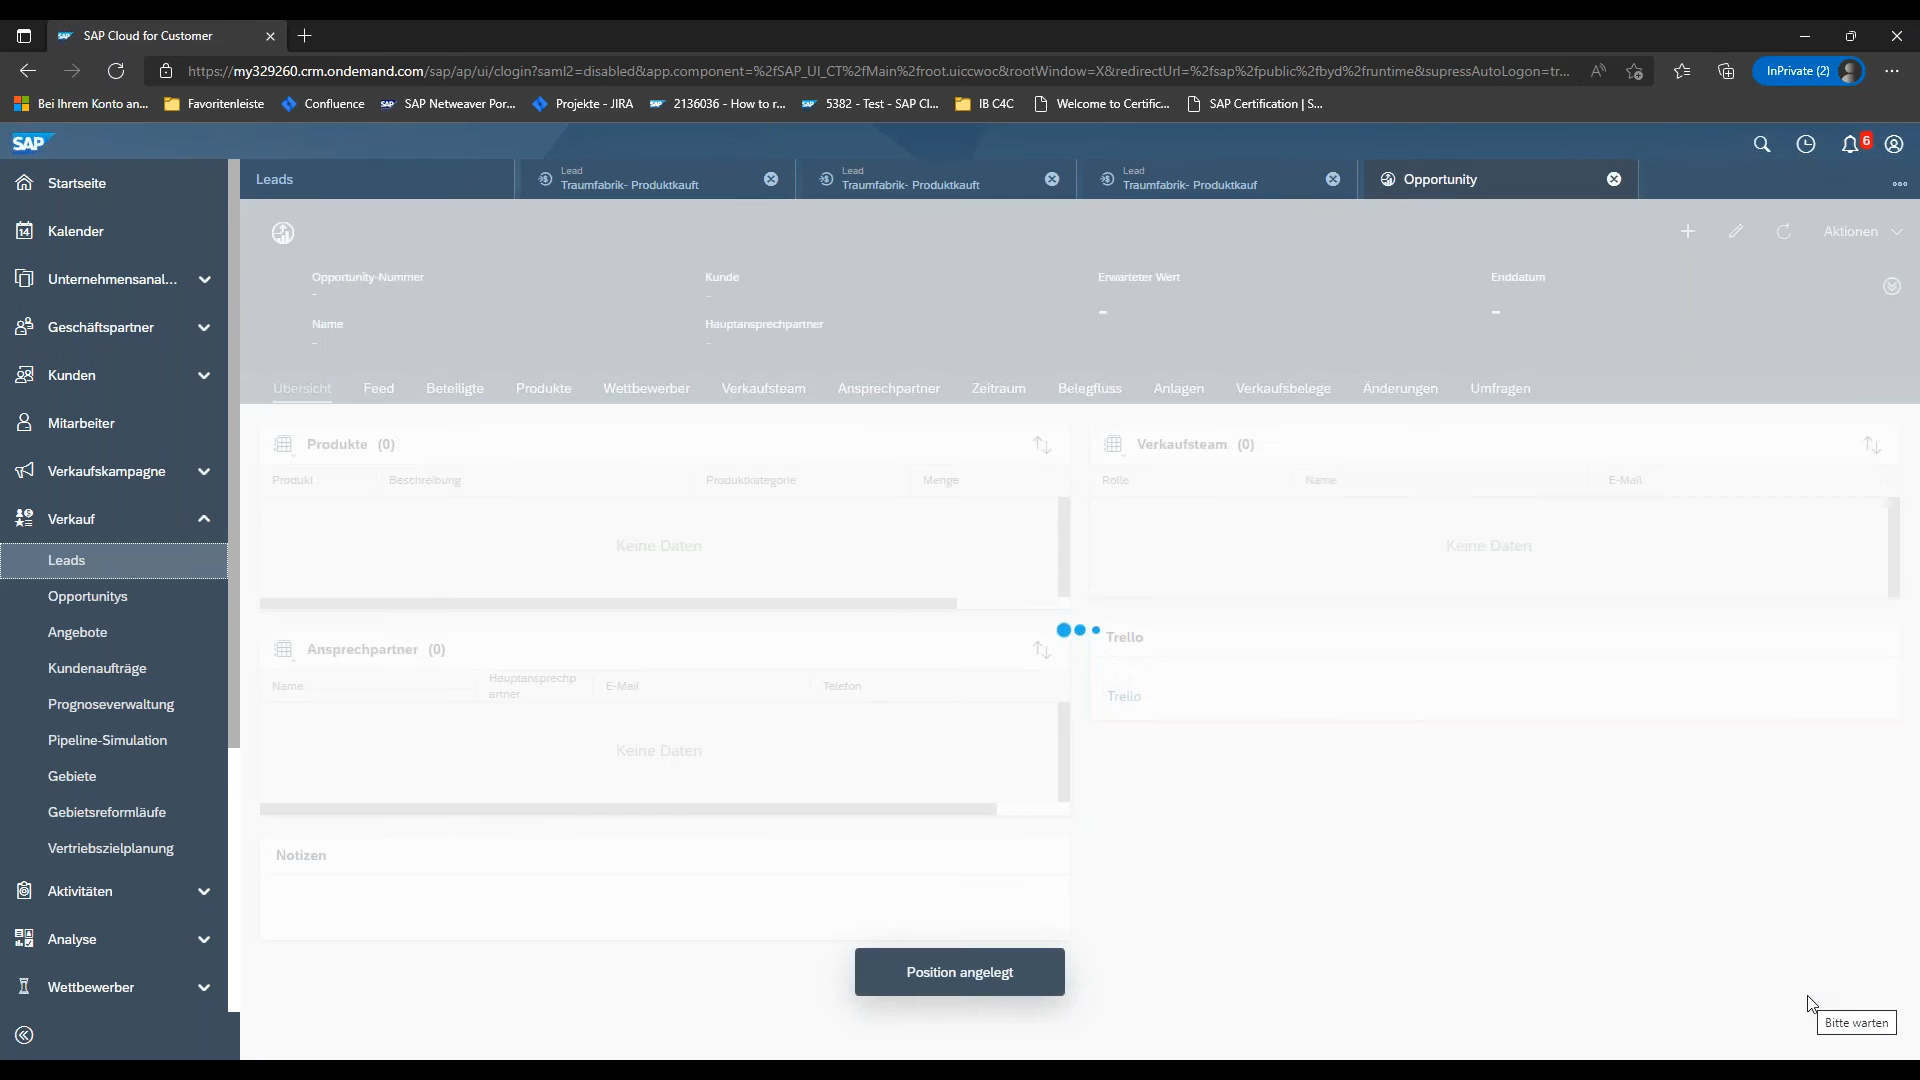 SAP Cloud for Customer
https://my329260.crm.ondemand.com/sap/ap/ui/clogin?saml2=disabled&app.component=%2fSAP_UI_CT%2fMain%2froot.uiccwoc&rootWindow=X&redirectUrl=%2fsap%2fpublic%2fbyd%2fruntime&supressAutoLogon=tr...
InPrivate (2)
Bei Ihrem Konto an...
Favoritenleiste
Confluence
SAP Netweaver Por...
Projekte - JIRA
2136036 - How to r...
5382 - Test - SAP Cl...
IB C4C
Welcome to Certific...
SAP Certification | S...
SAP
6
Startseite
14
Kalender
Unternehmensanal...
Geschäftspartner
Kunden
Mitarbeiter
Verkaufskampagne
Verkauf
Leads
Opportunitys
Angebote
Kundenaufträge
Prognoseverwaltung
Pipeline-Simulation
Gebiete
Gebietsreformläufe
Vertriebszielplanung
Aktivitäten
Analyse
Wettbewerber
Leads
Lead
Traumfabrik- Produktkauft
Lead
Traumfabrik- Produktkauft
Lead
Traumfabrik- Produktkauf
Opportunity
Aktionen
Opportunity-Nummer
-
Kunde
-
Erwarteter Wert
-
Enddatum
-
Name
-
Hauptansprechpartner
-
Übersicht
Feed
Beteiligte
Produkte
Wettbewerber
Verkaufsteam
Ansprechpartner
Zeitraum
Belegfluss
Anlagen
Verkaufsbelege
Änderungen
Umfragen
Produkte (0)
Produkt
Beschreibung
Produktkategorie
Menge
Keine Daten
Verkaufsteam (0)
Rolle
Name
E-Mail
Keine Daten
Ansprechpartner (0)
Name
Hauptansprechp
artner
E-Mail
Telefon
Keine Daten
Trello
Trello
Notizen
Position angelegt
Bitte warten